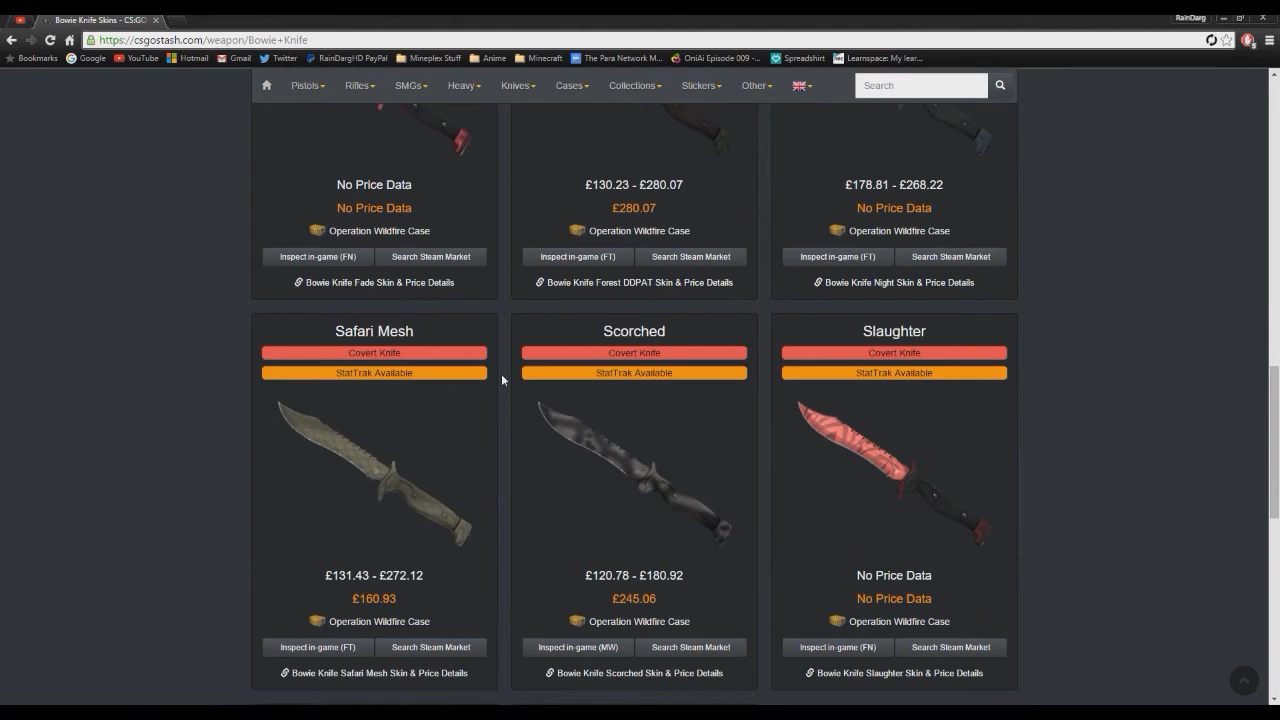 Bowie Knife Skins - CS:GO
RainDarg
https://csgostash.com/weapon/Bowie+Knife
Bookmarks Google YouTube Hotmail Gmail Twitter RainDargHD PayPal Mineplex Stuff Anime Minecraft The Para Network M... OniAi Episode 009 -... Spreadshirt Learnspace: My lear...
Pistols Rifles SMGs Heavy Knives Cases Collections Stickers Other Search
No Price Data £130.23 - £280.07 £178.81 - £268.22
No Price Data £280.07 No Price Data
Operation Wildfire Case Operation Wildfire Case Operation Wildfire Case
Inspect in-game (FN) Search Steam Market Inspect in-game (FT) Search Steam Market Inspect in-game (FT) Search Steam Market
Bowie Knife Fade Skin & Price Details Bowie Knife Forest DDPAT Skin & Price Details Bowie Knife Night Skin & Price Details
Safari Mesh Scorched Slaughter
Covert Knife Covert Knife Covert Knife
StatTrak Available StatTrak Available StatTrak Available
£131.43 - £272.12 £120.78 - £180.92 No Price Data
£160.93 £245.06 No Price Data
Operation Wildfire Case Operation Wildfire Case Operation Wildfire Case
Inspect in-game (FT) Search Steam Market Inspect in-game (MW) Search Steam Market Inspect in-game (FN) Search Steam Market
Bowie Knife Safari Mesh Skin & Price Details Bowie Knife Scorched Skin & Price Details Bowie Knife Slaughter Skin & Price Details